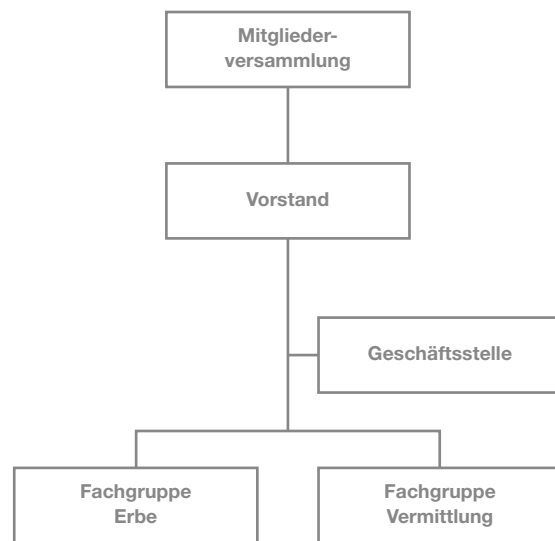 Mitglieder-
versammlung
Vorstand
Geschäftsstelle
Fachgruppe
Erbe
Fachgruppe
Vermittlung